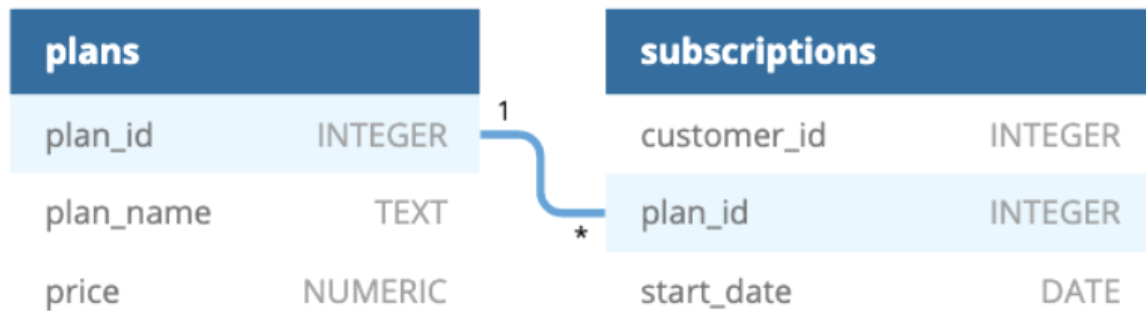 plans
plan_id INTEGER
plan_name TEXT
price NUMERIC
1
*
subscriptions
customer_id INTEGER
plan_id INTEGER
start_date DATE